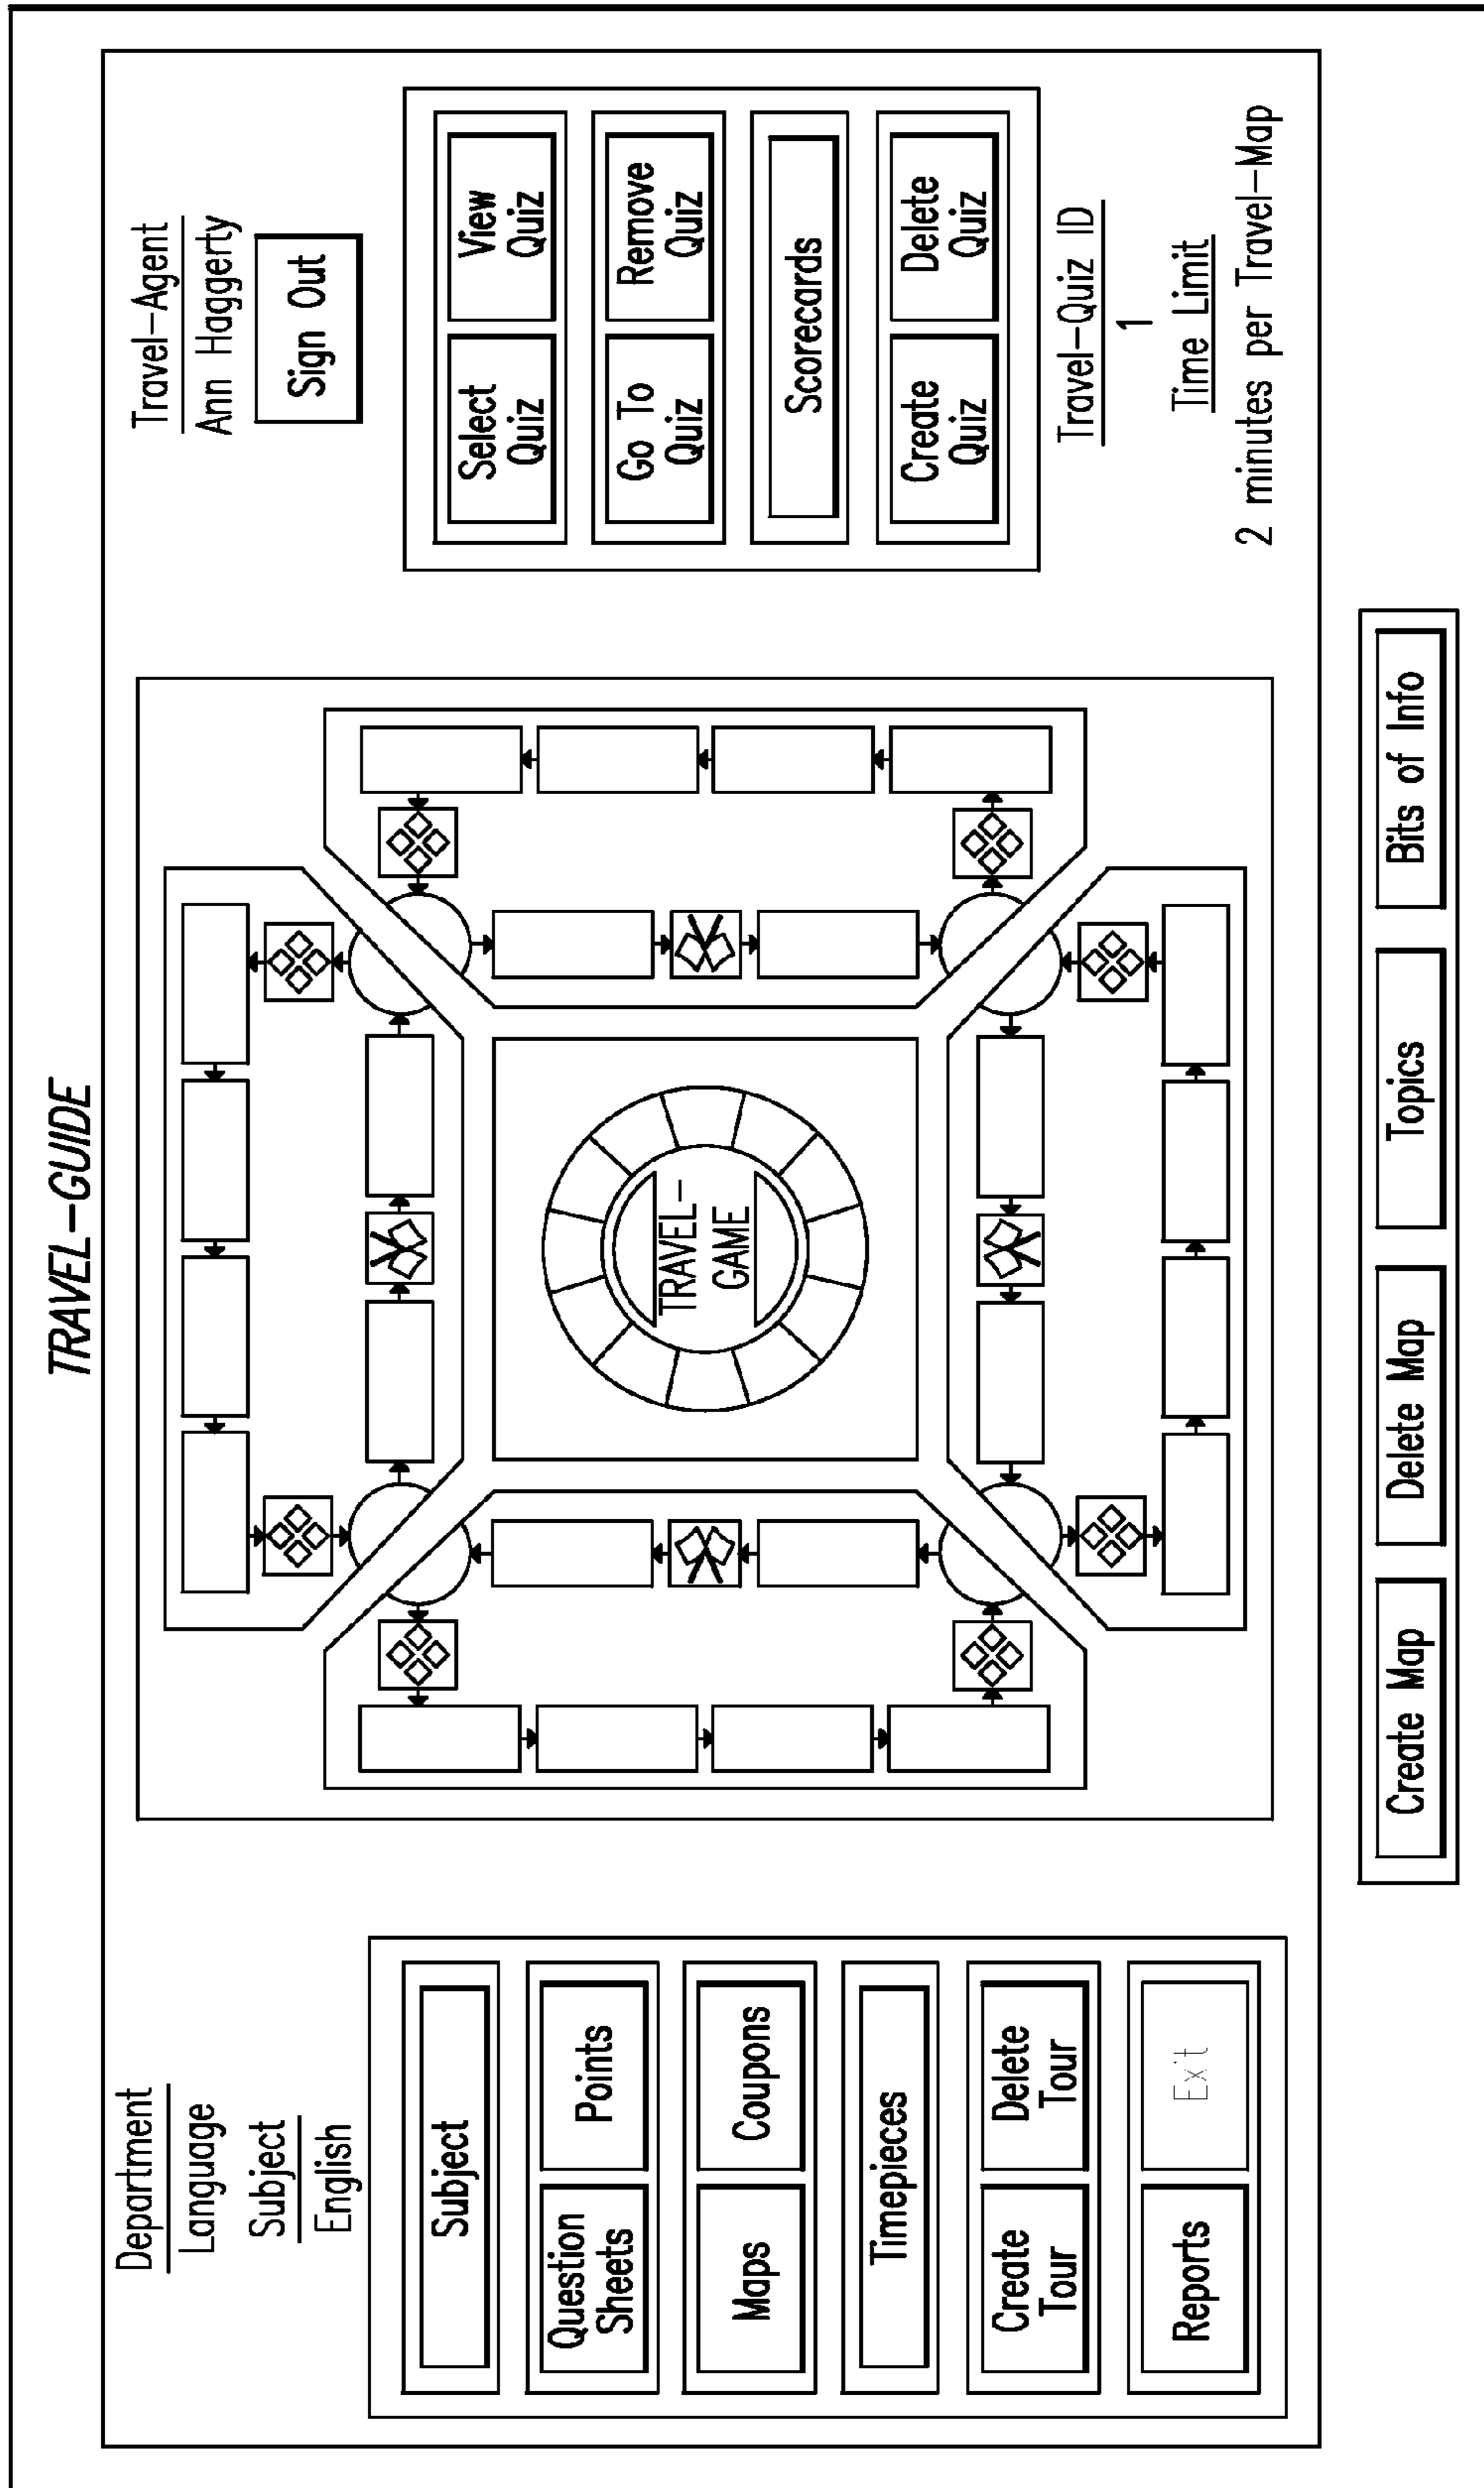 TRAVEL-GUIDE
Department
Language
Subject
English
Subject
Question
Sheets
Points
Maps
Coupons
Timepieces
Create
Tour
Delete
Tour
Reports
Exit
TRAVEL-
GAME
Travel-Agent
Ann Haggerty
Sign Out
Select
Quiz
View
Quiz
Go To
Quiz
Remove
Quiz
Scorecards
Create
Quiz
Delete
Quiz
Travel-Quiz ID
1
Time Limit
2 minutes per Travel-Map
Create Map
Delete Map
Topics
Bits of Info